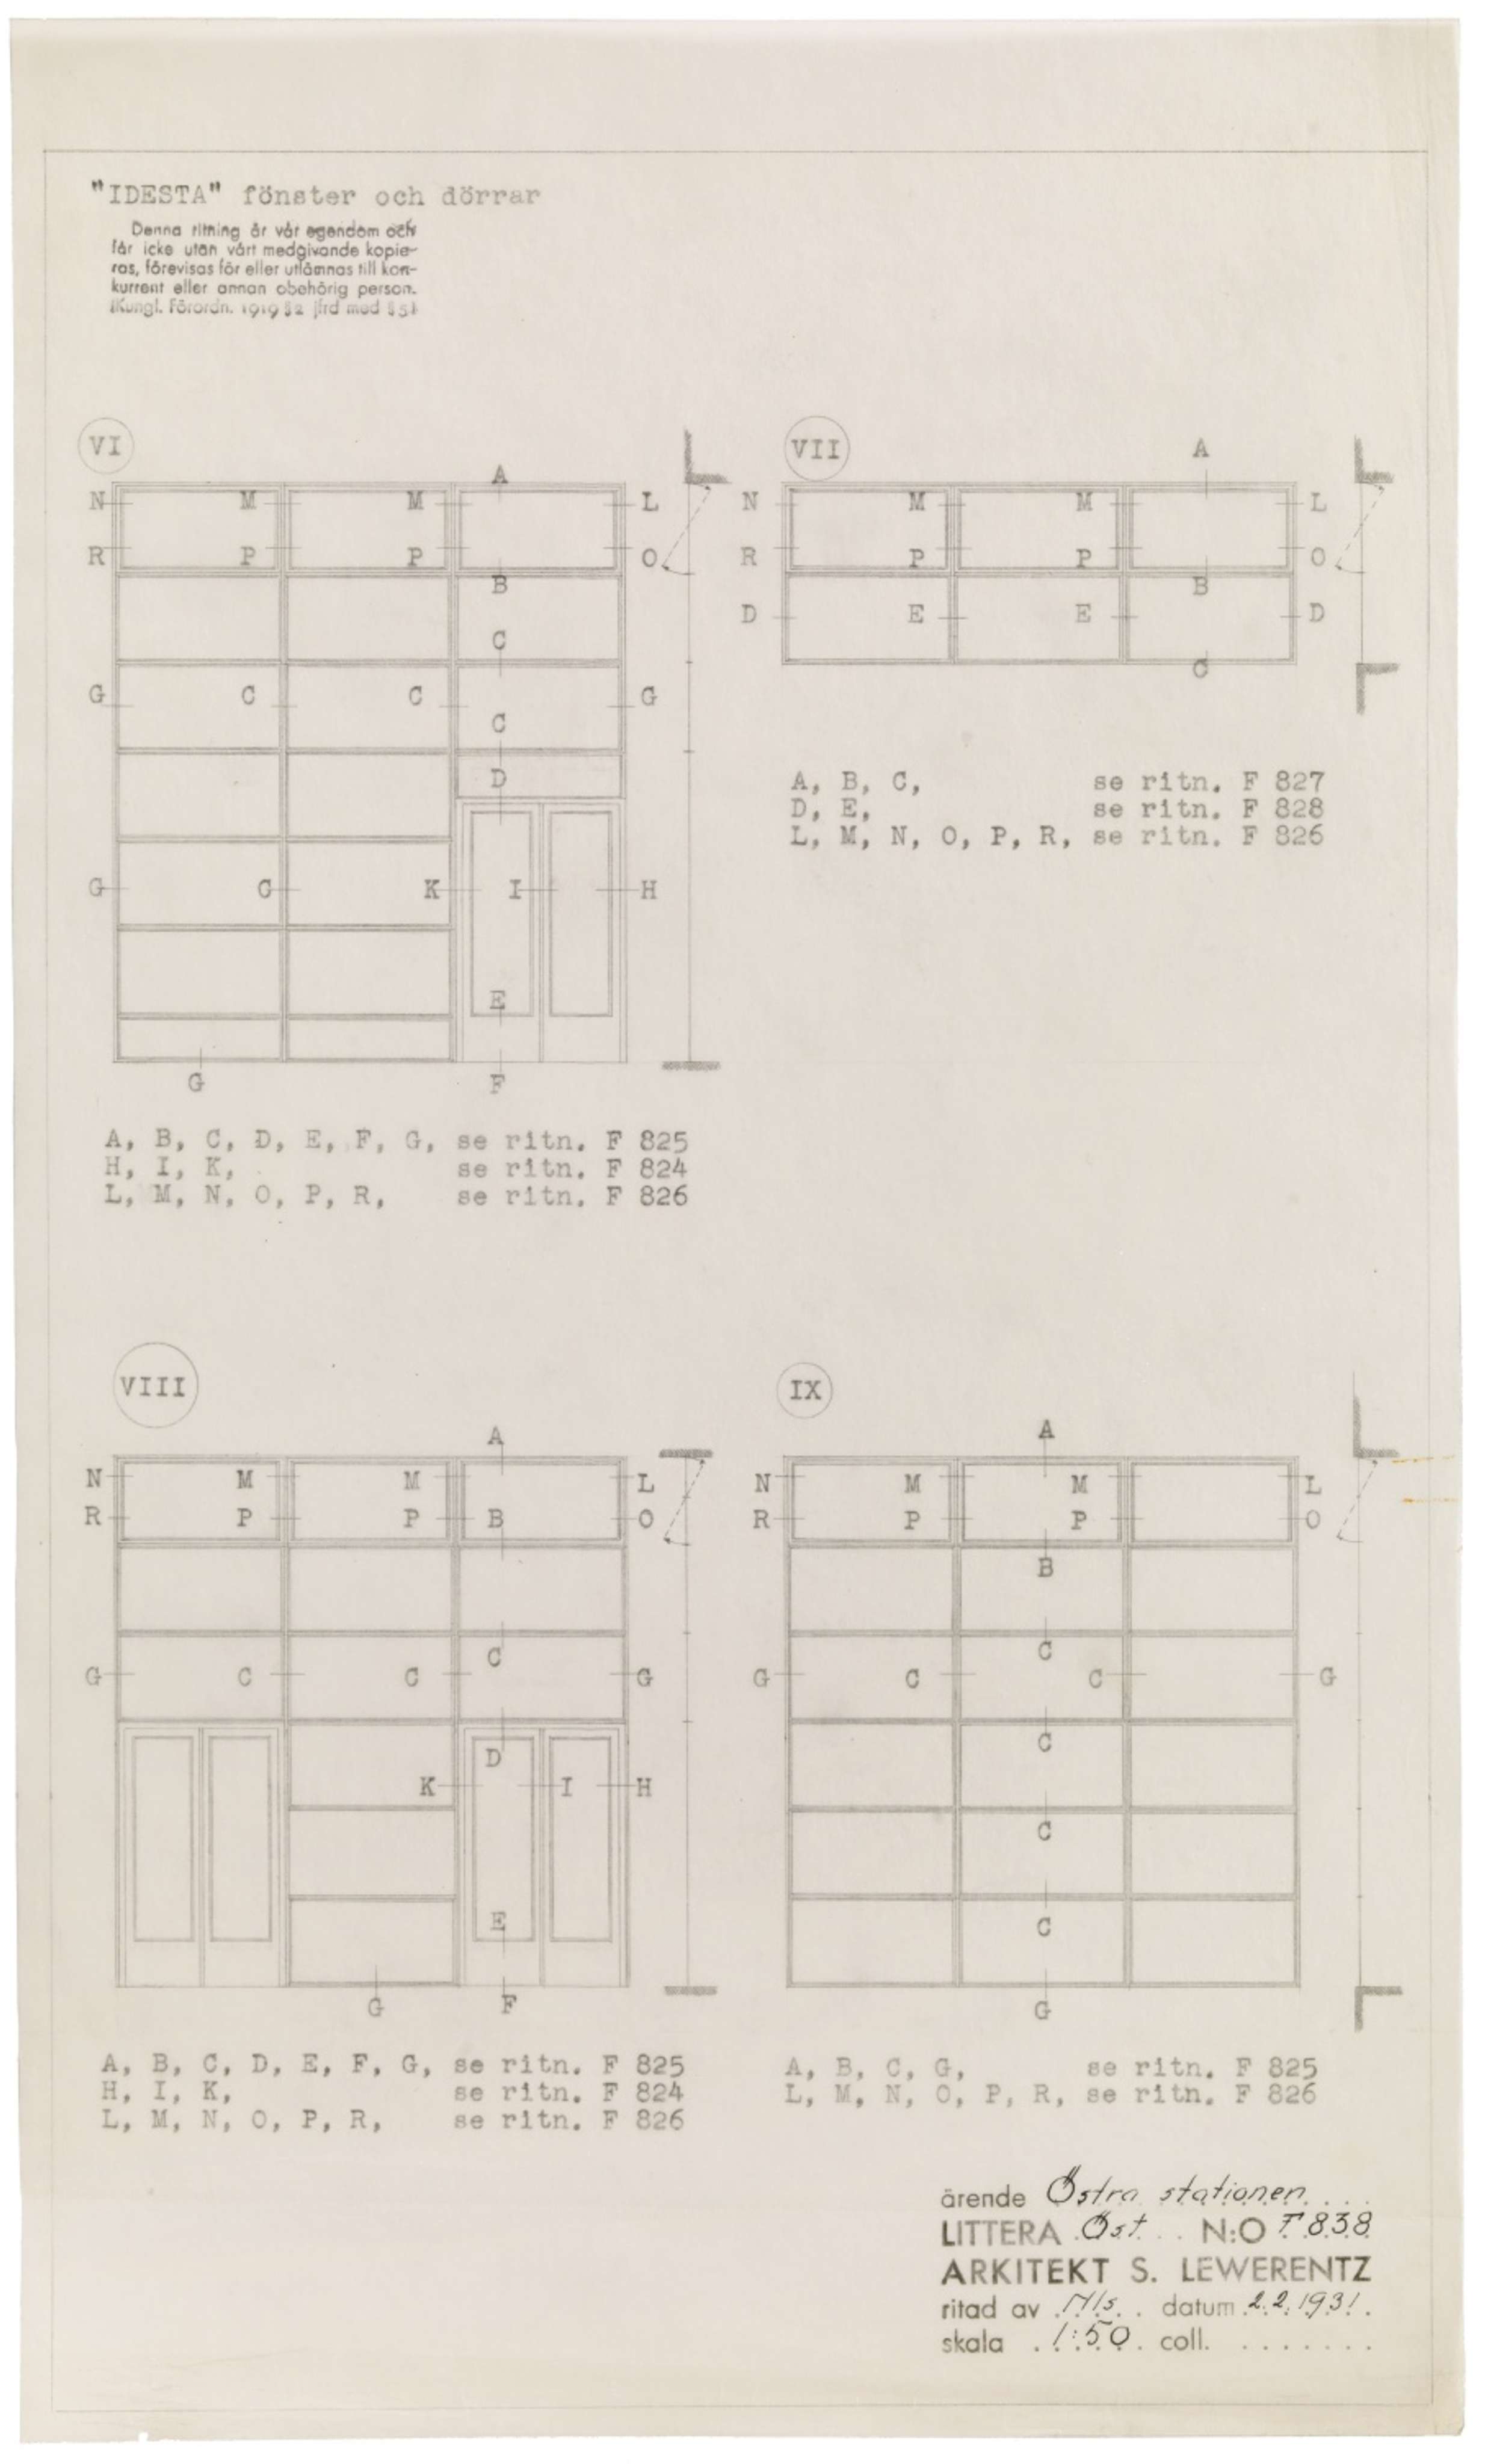 "IDESTA" fönster och dörrar
Denna ritning är vår egendom och
får icke utan vårt medgivande kopie-
ras, förevisas för eller utlämnas till kon-
kurrent eller annan obehörig person.
(Kungl. Förordn. 1919 §2 jfrd med §5)
VI
A
N M M L
R P P O
B
C
G C C G
C
D
G G K I H
E
G F
A, B, C, D, E, F, G, se ritn. F 825
H, I, K, se ritn. F 824
L, M, N, O, P, R, se ritn. F 826
VII
A
N M M L
R P P O
B
D E E D
C
A, B, C, se ritn. F 827
D, E, se ritn. F 828
L, M, N, O, P, R, se ritn. F 826
VIII
A
N M M L
R P P B O
C
G C C G
D
K I H
E
G F
A, B, C, D, E, F, G, se ritn. F 825
H, I, K, se ritn. F 824
L, M, N, O, P, R, se ritn. F 826
IX
A
N M M L
R P P O
B
C
G C C G
C
C
C
G
A, B, C, G, se ritn. F 825
L, M, N, O, P, R, se ritn. F 826
ärende Östra stationen
LITTERA Öst N:O F 838
ARKITEKT S. LEWERENTZ
ritad av datum 2.2.1931.
skala 1:50 coll.